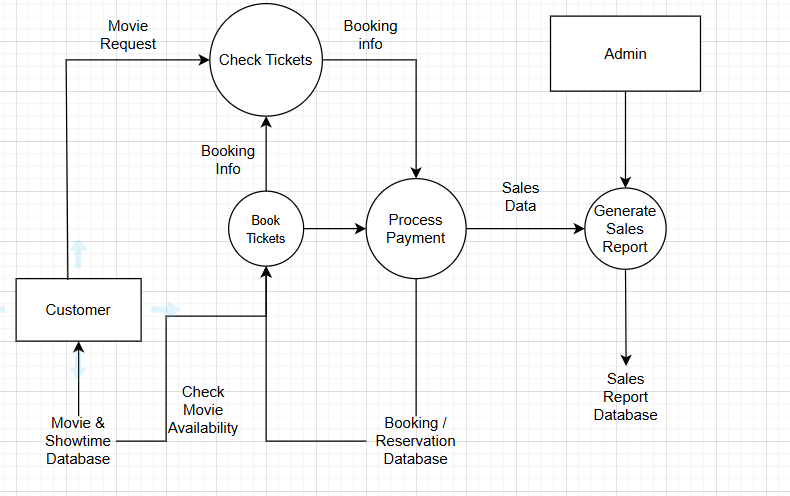 Movie
Request
Check Tickets
Booking
info
Admin
Booking
Info
Book
Tickets
Process
Payment
Sales
Data
Generate
Sales
Report
Customer
Check
Movie
Availability
Movie &
Showtime
Database
Booking /
Reservation
Database
Sales
Report
Database